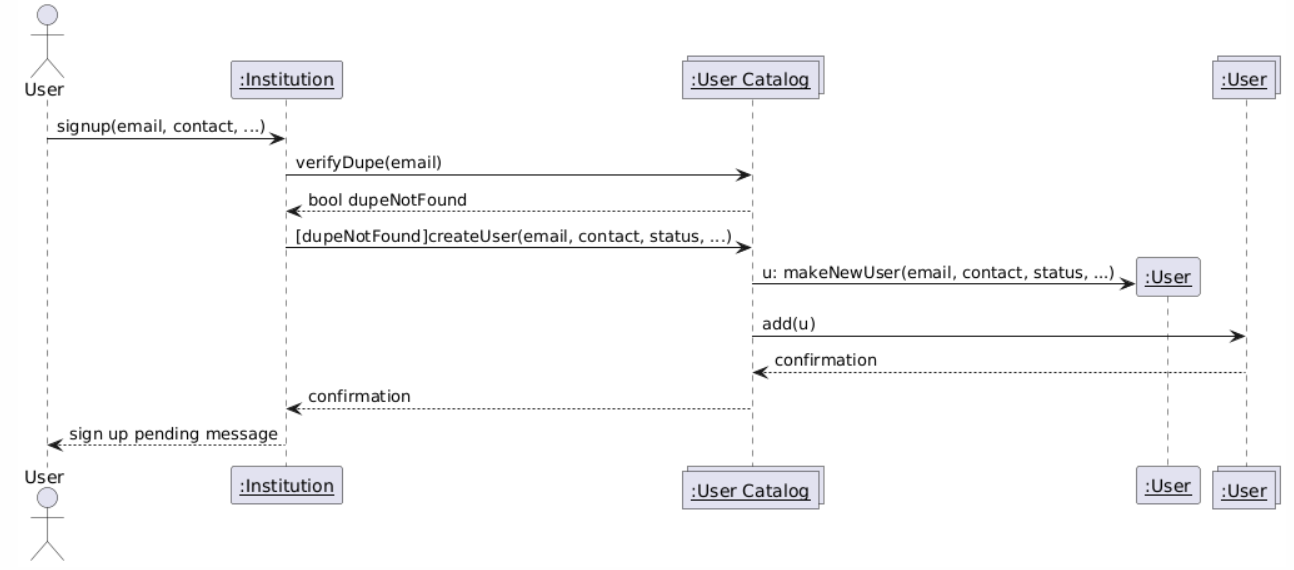 User
:Institution
:User Catalog
:User
signup(email, contact, ...)
verifyDupe(email)
bool dupeNotFound
[dupeNotFound]createUser(email, contact, status, ...)
u: makeNewUser(email, contact, status, ...)
:User
add(u)
confirmation
confirmation
sign up pending message
User
:Institution
:User Catalog
:User
:User